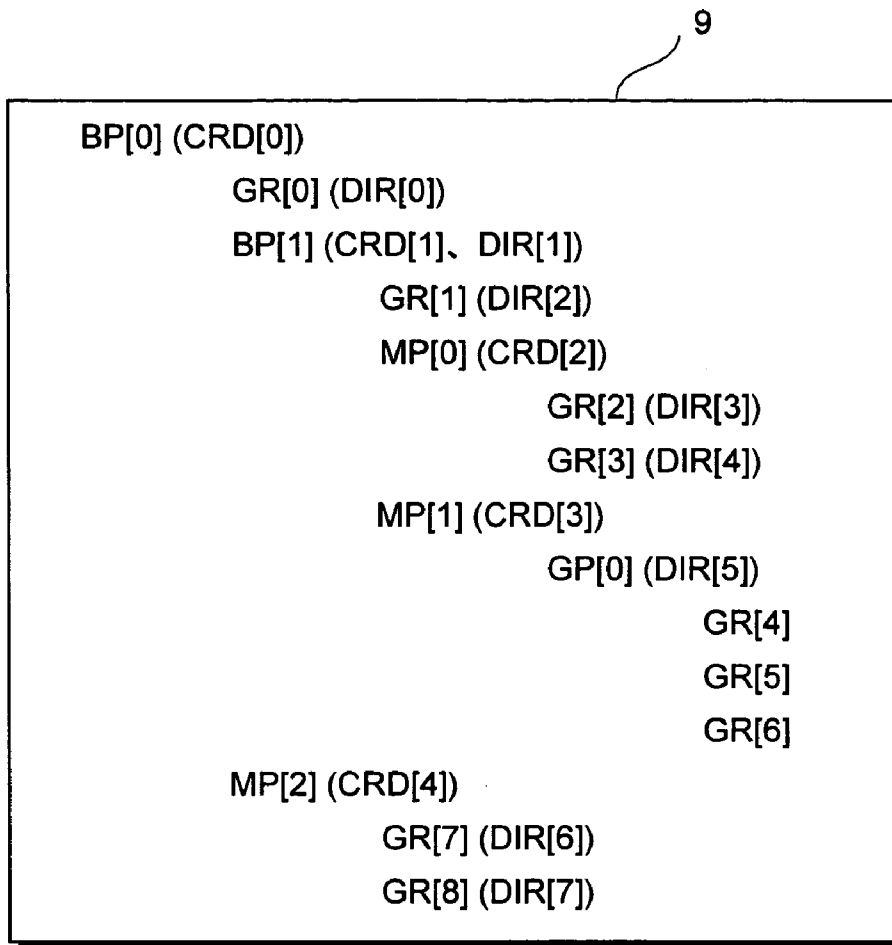 9
BP[0] (CRD[0])
GR[0] (DIR[0])
BP[1] (CRD[1]、DIR[1])
GR[1] (DIR[2])
MP[0] (CRD[2])
GR[2] (DIR[3])
GR[3] (DIR[4])
MP[1] (CRD[3])
GP[0] (DIR[5])
GR[4]
GR[5]
GR[6]
MP[2] (CRD[4])
GR[7] (DIR[6])
GR[8] (DIR[7])